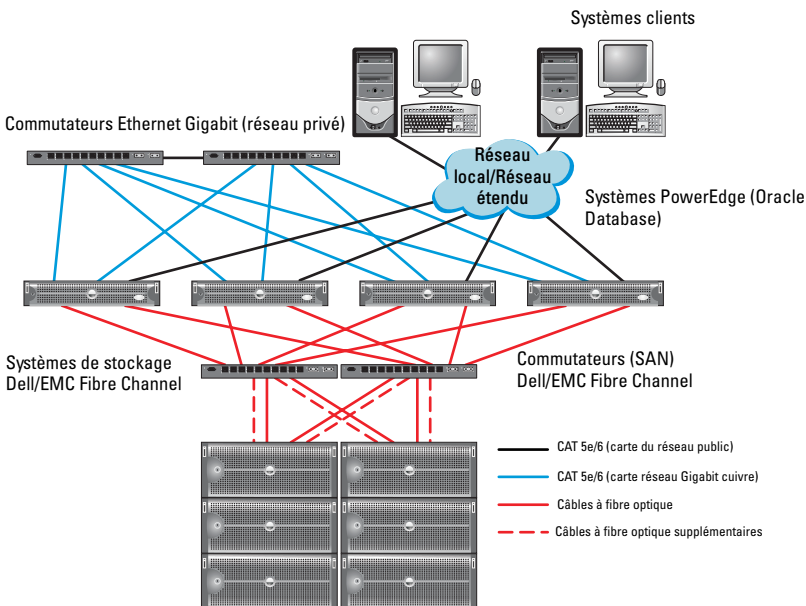 Systèmes clients
Commutateurs Ethernet Gigabit (réseau privé)
Réseau
local/Réseau
étendu
Systèmes PowerEdge (Oracle
Database)
Systèmes de stockage
Dell/EMC Fibre Channel
Commutateurs (SAN)
Dell/EMC Fibre Channel
CAT 5e/6 (carte du réseau public)
CAT 5e/6 (carte réseau Gigabit cuivre)
Câbles à fibre optique
Câbles à fibre optique supplémentaires